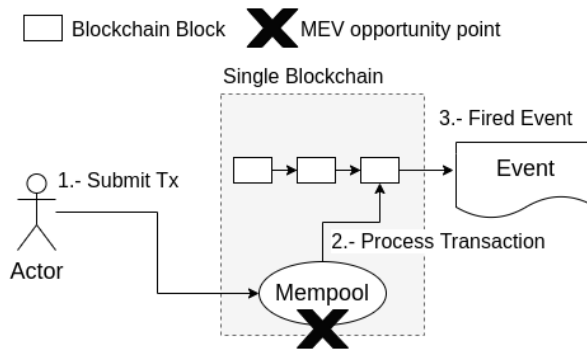 Blockchain Block
MEV opportunity point
Single Blockchain
3.- Fired Event
Event
1.- Submit Tx
Actor
2.- Process Transaction
Mempool